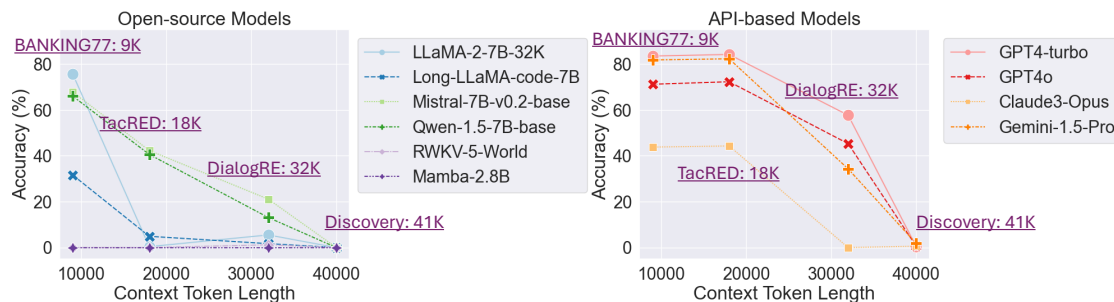 Open-source Models
BANKING77: 9K
TacRED: 18K
DialogRE: 32K
Discovery: 41K
Accuracy (%)
80
60
40
20
0
10000 20000 30000 40000
Context Token Length
LLaMA-2-7B-32K
Long-LLaMA-code-7B
Mistral-7B-v0.2-base
Qwen-1.5-7B-base
RWKV-5-World
Mamba-2.8B
API-based Models
BANKING77: 9K
DialogRE: 32K
TacRED: 18K
Discovery: 41K
Accuracy (%)
80
60
40
20
0
10000 20000 30000 40000
Context Token Length
GPT4-turbo
GPT4o
Claude3-Opus
Gemini-1.5-Pro